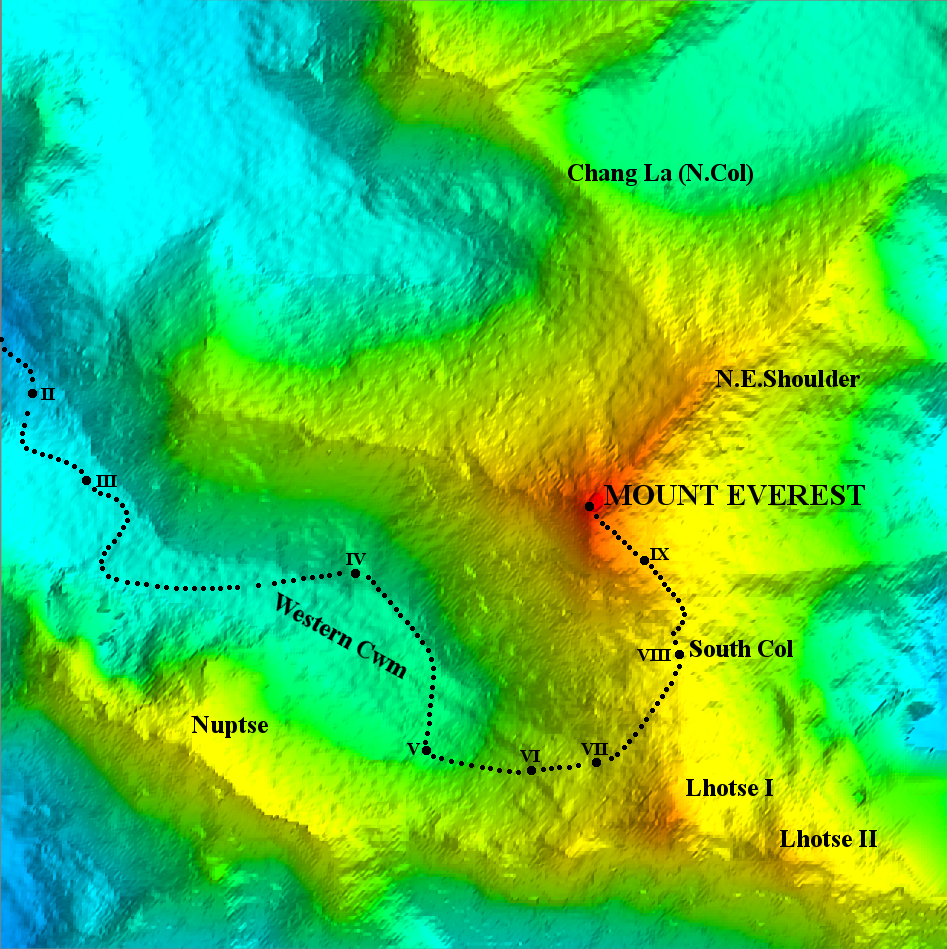 Chang La (N.Col)
N.E.Shoulder
II
III
MOUNT EVEREST
IX
IV
Western Cwm
VIII
South Col
Nuptse
V
VI
VII
Lhotse I
Lhotse II